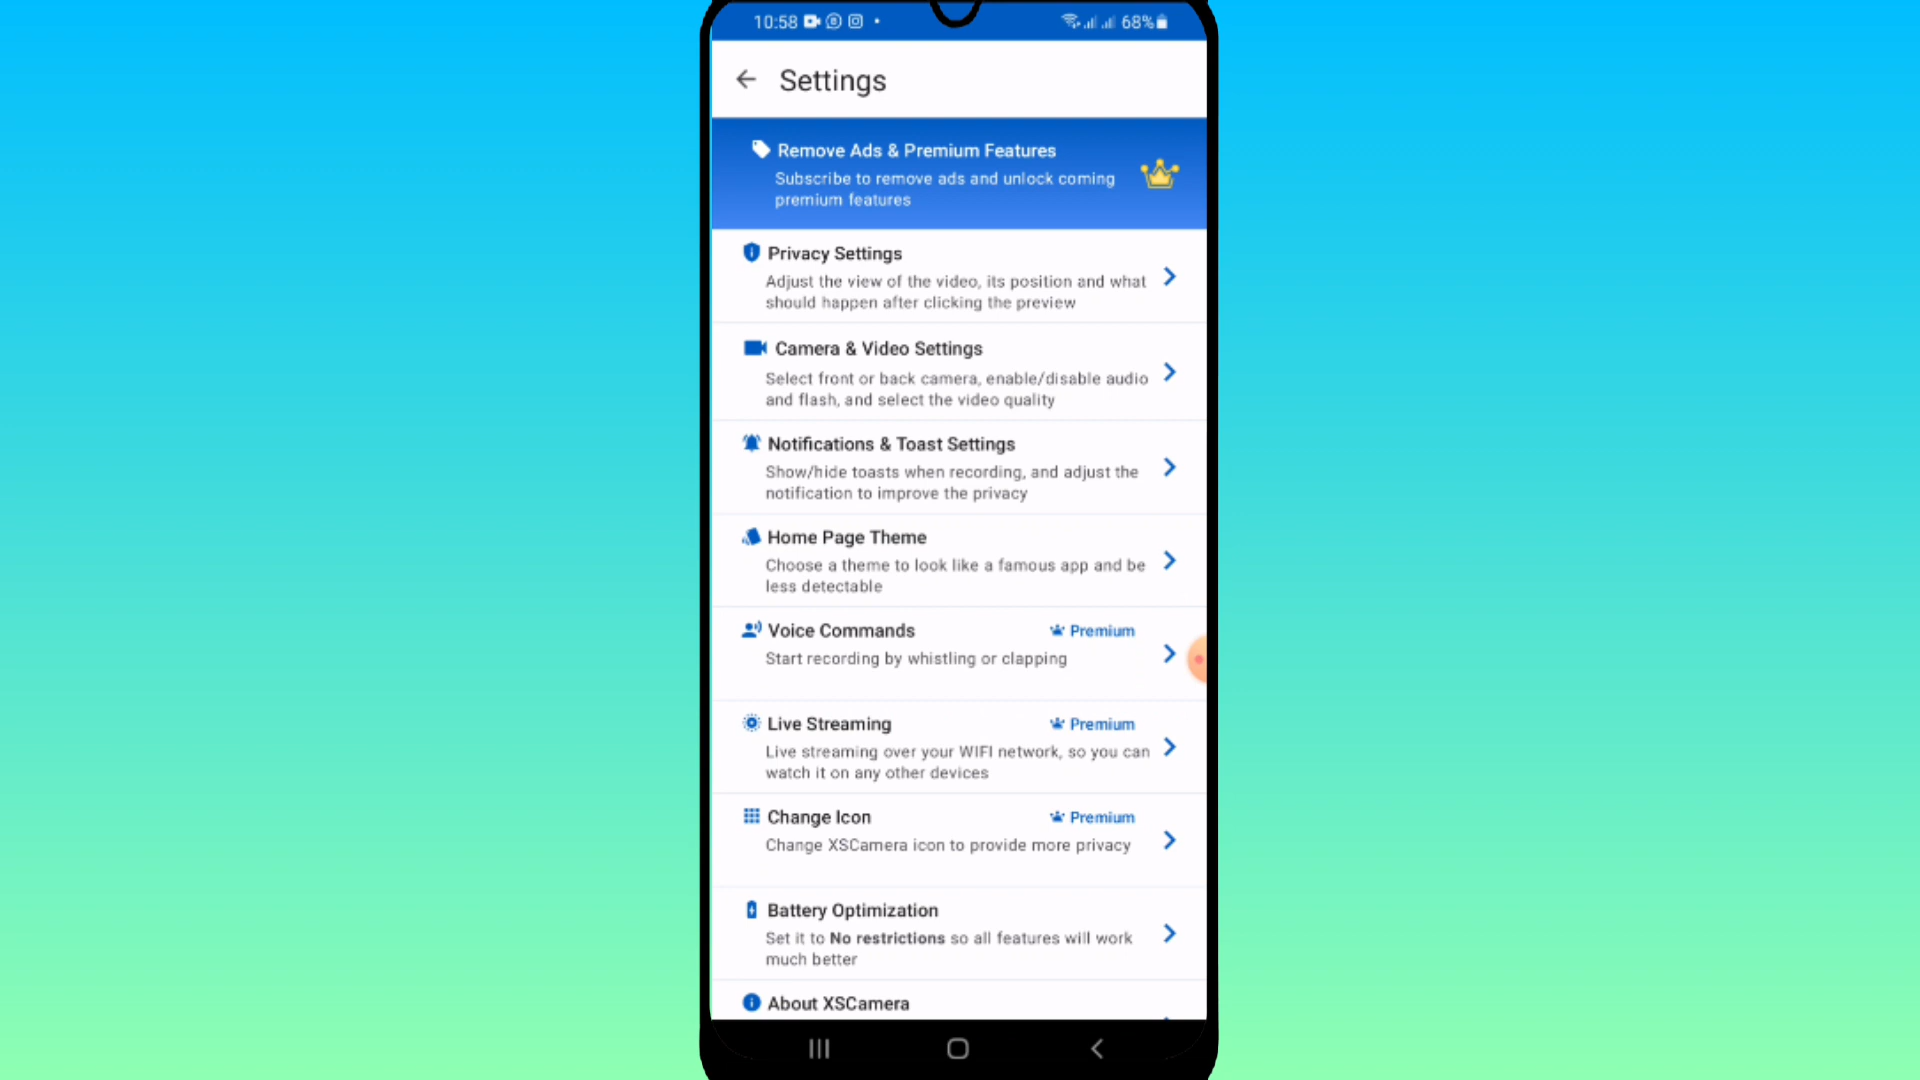 10:58
68%
Settings
Remove Ads & Premium Features
Subscribe to remove ads and unlock coming
premium features
Privacy Settings
Adjust the view of the video, its position and what
should happen after clicking the preview
Camera & Video Settings
Select front or back camera, enable/disable audio
and flash, and select the video quality
Notifications & Toast Settings
Show/hide toasts when recording, and adjust the
notification to improve the privacy
Home Page Theme
Choose a theme to look like a famous app and be
less detectable
Voice Commands Premium
Start recording by whistling or clapping
Live Streaming Premium
Live streaming over your WIFI network, so you can
watch it on any other devices
Change Icon Premium
Change XSCamera icon to provide more privacy
Battery Optimization
Set it to No restrictions so all features will work
much better
About XSCamera